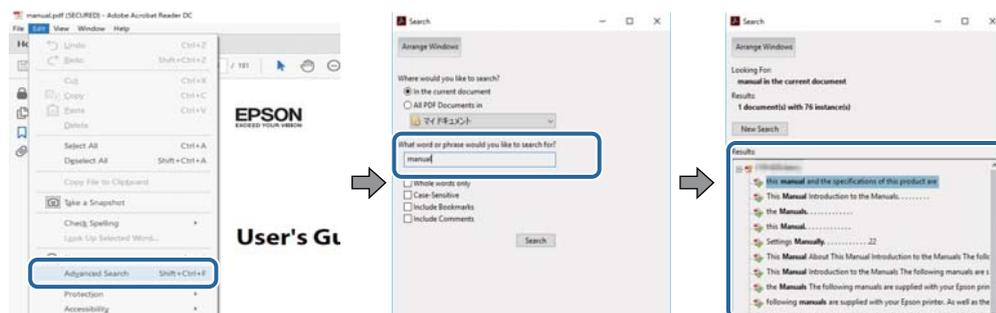 manual.pdf (SECURED) - Adobe Acrobat Reader DC
File Edit View Window Help
Undo Ctrl+Z
Redo Shift+Ctrl+Z
Cut Ctrl+X
Copy Ctrl+C
Paste Ctrl+V
Delete
Select All Ctrl+A
Deselect All Shift+Ctrl+A
Copy File to Clipboard
Take a Snapshot
Check Spelling
Look Up Selected Word...
Advanced Search Shift+Ctrl+F
Protection
Accessibility
/ 181
EPSON
EXCEED YOUR VISION
User's Gu
Search
Arrange Windows
Where would you like to search?
In the current document
All PDF Documents in
マイ ドキュメント
What word or phrase would you like to search for?
manual
Whole words only
Case-Sensitive
Include Bookmarks
Include Comments
Search
Search
Arrange Windows
Looking For:
manual in the current document
Results:
1 document(s) with 76 instance(s)
New Search
Results:
this manual and the specifications of this product are
This Manual Introduction to the Manuals. . . . . . . . .
the Manuals. . . . . . . . . . . . .
this Manual. . . . . . . . . . . . .
Settings Manually. . . . . . . . . . . . 22
This Manual About This Manual Introduction to the Manuals The follo
This Manual Introduction to the Manuals The following manuals are s
the Manuals The following manuals are supplied with your Epson prin
following manuals are supplied with your Epson printer. As well as the